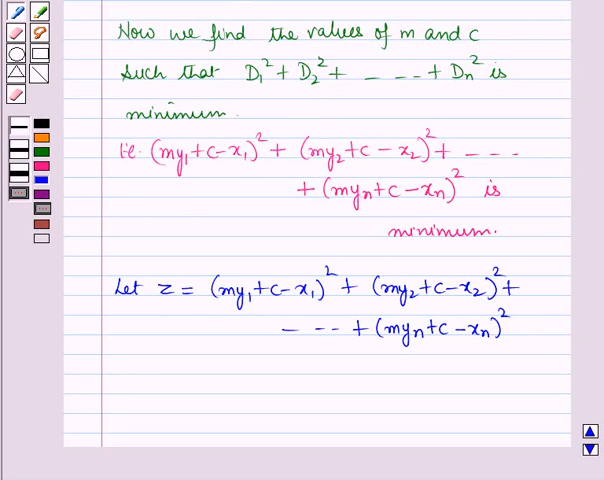 Now we find the values of m and c
such that D₁² + D₂² + — - -- + Dn² is
minimum.
i.e. (my₁+c-x₁)² + (my₂+c-x₂)² + -- - -
+ (myn+c-xn)² is
minimum.
Let z = (my₁+c-x₁)² + (my₂+c-x₂)² +
— - -- + (myn+c-xn)²